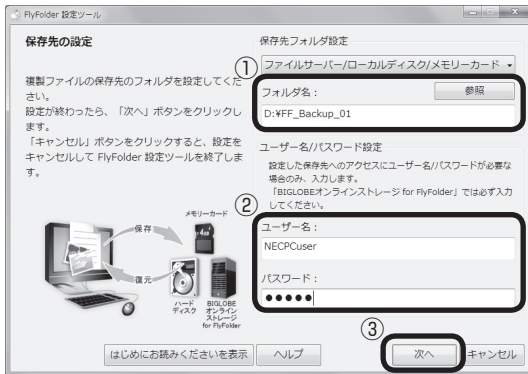 FlyFolder 設定ツール
保存先の設定
複製ファイルの保存先のフォルダを設定してくだ
さい。
設定が終わったら、「次へ」ボタンをクリックし
ます。
「キャンセル」ボタンをクリックすると、設定を
キャンセルして FlyFolder 設定ツールを終了しま
す。
保存
復元
メモリーカード
4GB
ハード
ディスク
BIGLOBE
オンライン
ストレージ
for FlyFolder
保存先フォルダ設定
①
ファイルサーバー/ローカルディスク/メモリーカード
フォルダ名：
参照
D:¥FF_Backup_01
ユーザー名/パスワード設定
設定した保存先へのアクセスにユーザー名/パスワードが必要な
場合のみ、入力します。
「BIGLOBEオンラインストレージ for FlyFolder」では必ず入力
してください。
②
ユーザー名：
NECPCuser
パスワード：
●●●●●
③
はじめにお読みくださいを表示
ヘルプ
次へ
キャンセル